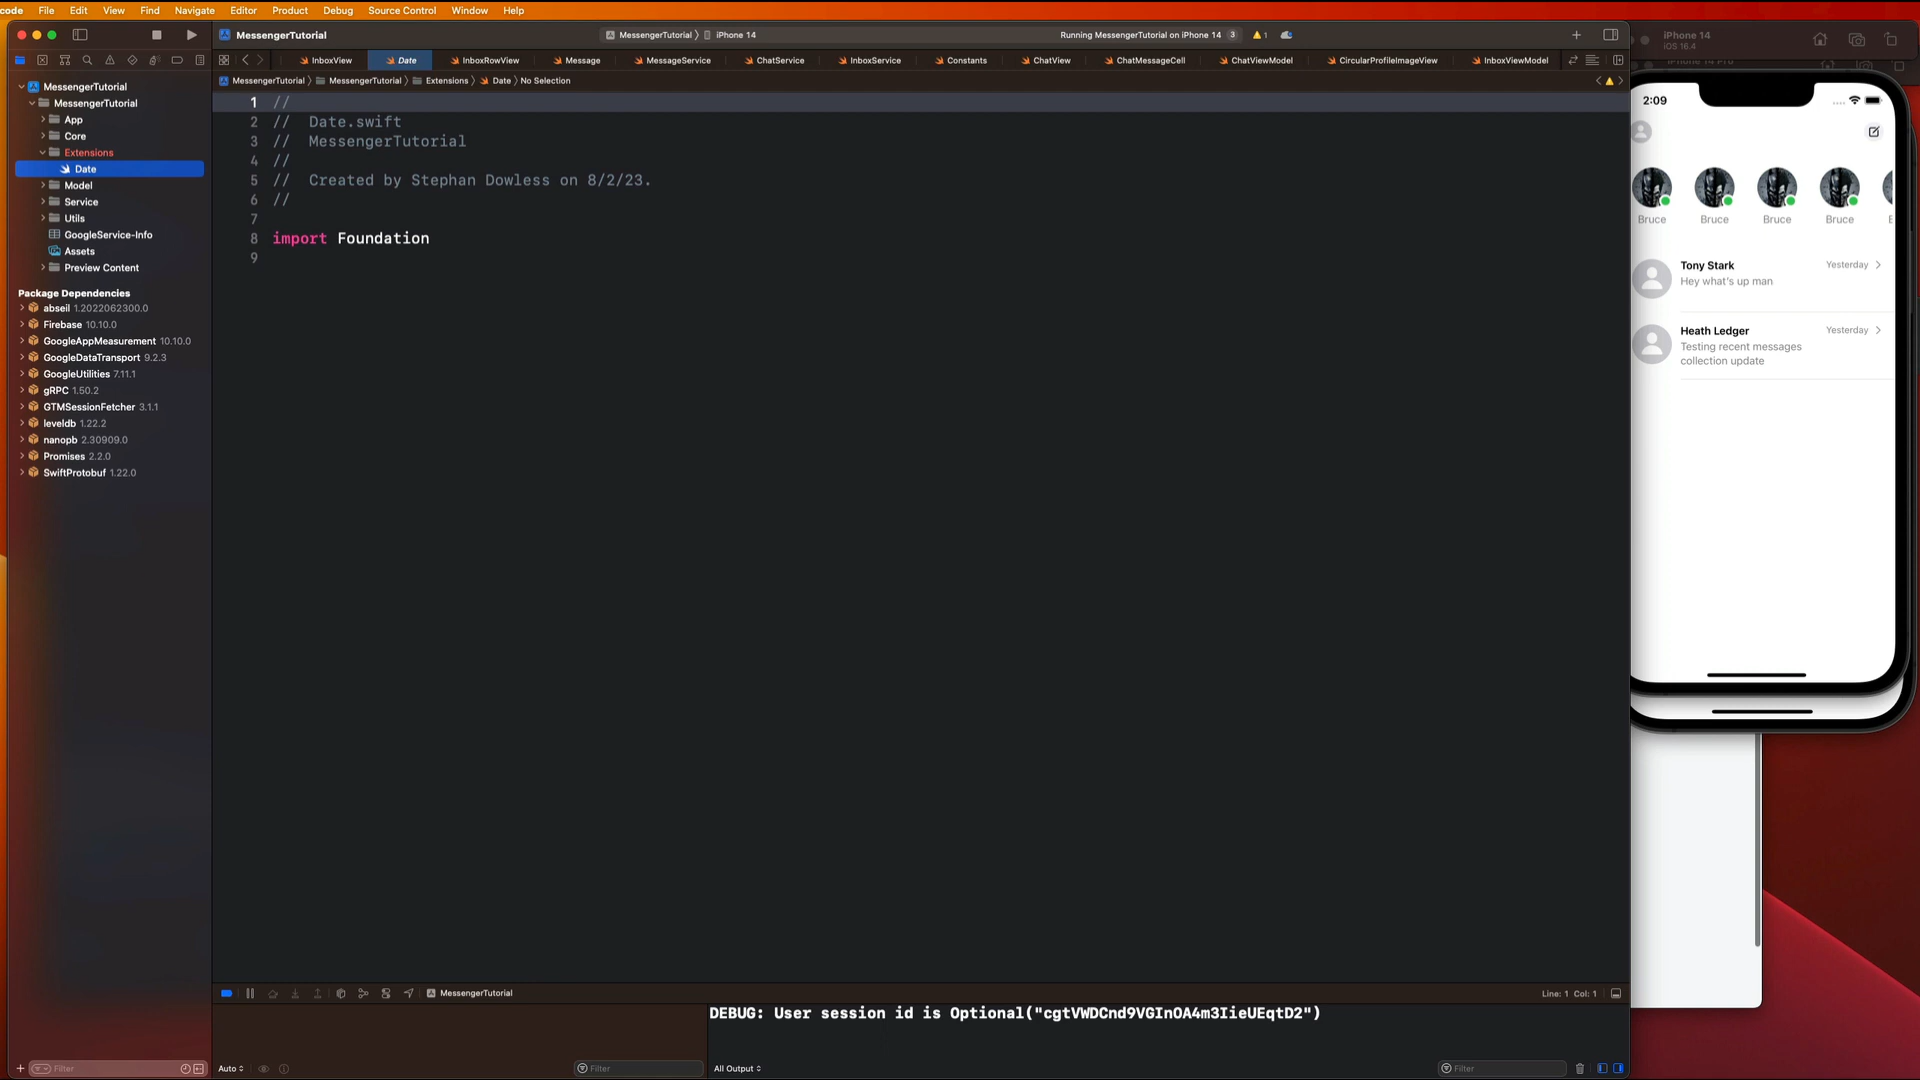 code File Edit View Find Navigate Editor Product Debug Source Control Window Help
MessengerTutorial
MessengerTutorial iPhone 14
Running MessengerTutorial on iPhone 14 3 1
InboxView Date InboxRowView Message MessageService ChatService InboxService Constants ChatView ChatMessageCell ChatViewModel CircularProfileImageView InboxViewModel
MessengerTutorial MessengerTutorial Extensions Date No Selection
MessengerTutorial
MessengerTutorial
App
Core
Extensions
Date
Model
Service
Utils
GoogleService-Info
Assets
Preview Content
Package Dependencies
abseil 1.2022062300.0
Firebase 10.10.0
GoogleAppMeasurement 10.10.0
GoogleDataTransport 9.2.3
GoogleUtilities 7.11.1
gRPC 1.50.2
GTMSessionFetcher 3.1.1
leveldb 1.22.2
nanopb 2.30909.0
Promises 2.2.0
SwiftProtobuf 1.22.0
Filter
1 //
2 // Date.swift
3 // MessengerTutorial
4 //
5 // Created by Stephan Dowless on 8/2/23.
6 //
7
8 import Foundation
9
MessengerTutorial
Line: 1 Col: 1
DEBUG: User session id is Optional("cgtVWDCnd9VGInOA4m3IieUEqtD2")
Auto
Filter
All Output
Filter
iPhone 14
iOS 16.4
iPhone 14 Pro
2:09
Bruce Bruce Bruce Bruce
Tony Stark Yesterday
Hey what's up man
Heath Ledger Yesterday
Testing recent messages
collection update